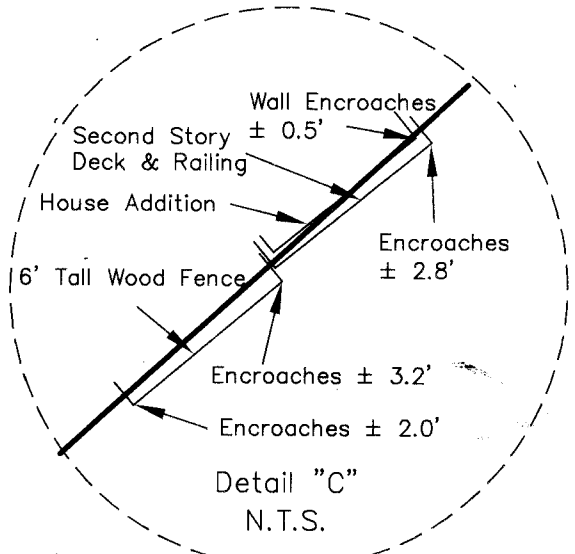 Wall Encroaches
± 0.5'
Second Story
Deck & Railing
House Addition
Encroaches
± 2.8'
6' Tall Wood Fence
Encroaches ± 3.2'
Encroaches ± 2.0'
Detail "C"
N.T.S.